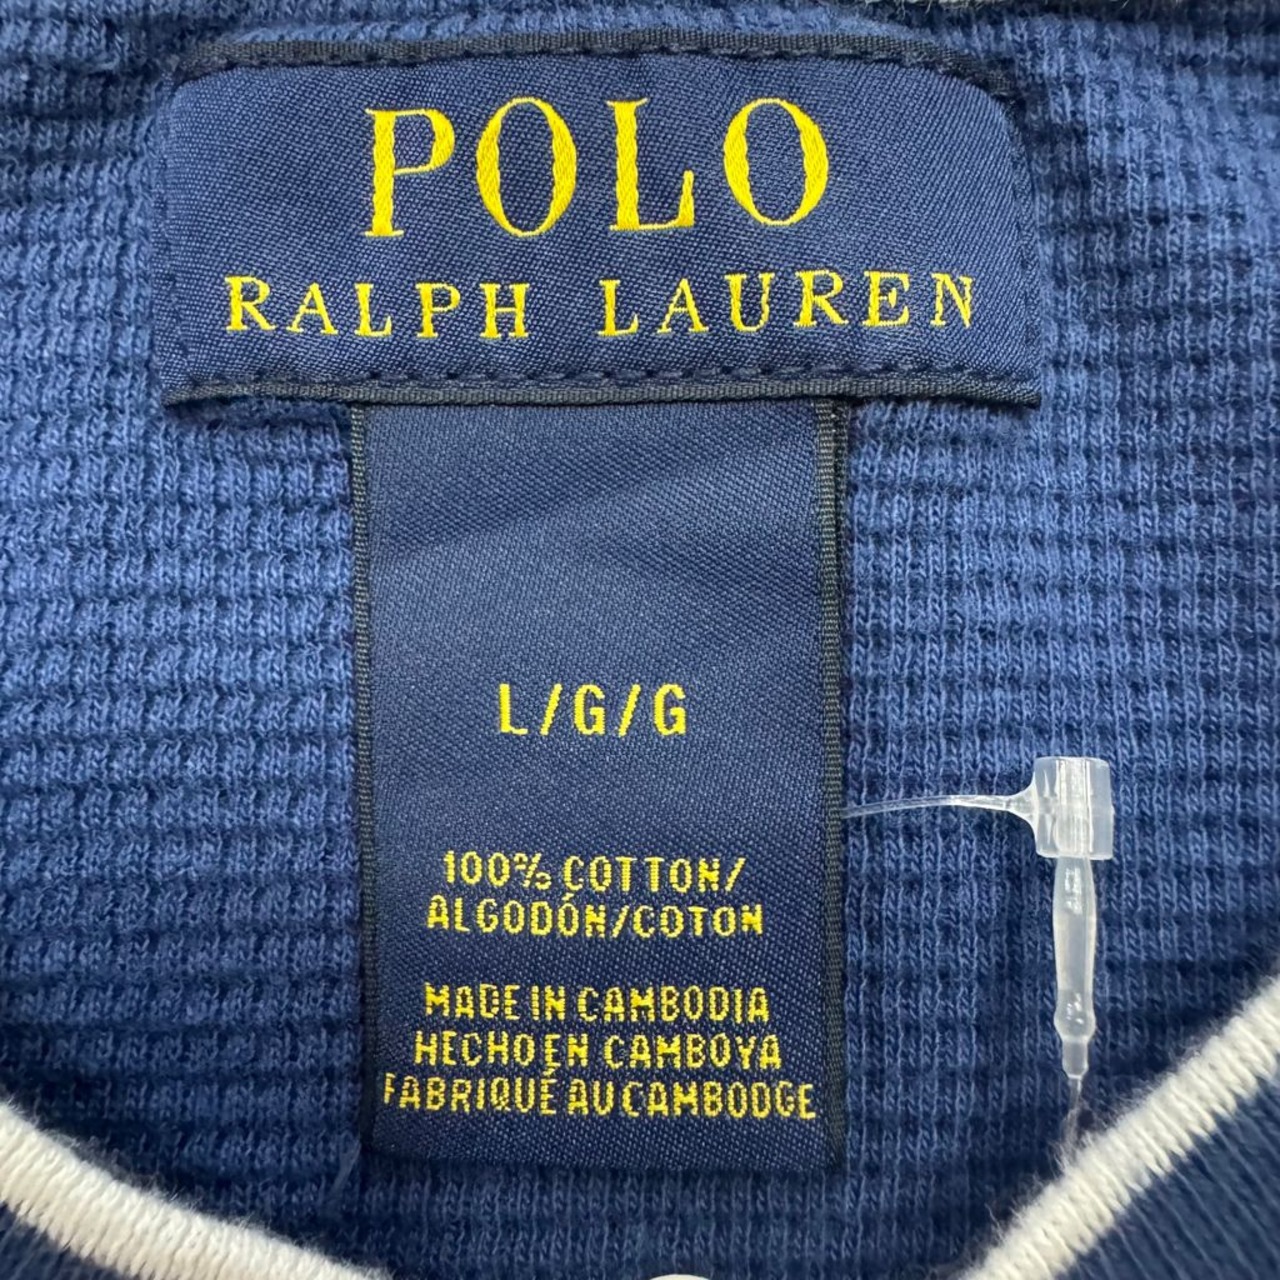 POLO
RALPH LAUREN
L/G/G
100% COTTON/
ALGODÓN/COTON
MADE IN CAMBODIA
HECHO EN CAMBOYA
FABRIQUÉ AU CAMBODGE